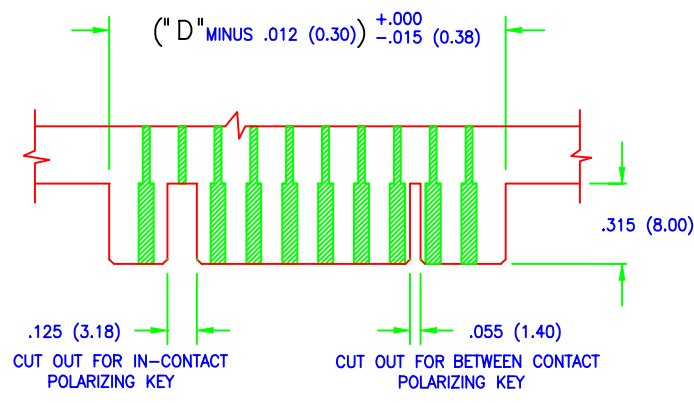 ("D" MINUS .012 (0.30)) +.000
-.015 (0.38)
.315 (8.00)
.125 (3.18)
.055 (1.40)
CUT OUT FOR IN-CONTACT
POLARIZING KEY
CUT OUT FOR BETWEEN CONTACT
POLARIZING KEY